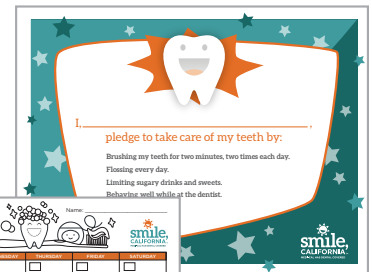 I, ,
pledge to take care of my teeth by:
Brushing my teeth for two minutes, two times each day.
Flossing every day.
Limiting sugary drinks and sweets.
Behaving well while at the dentist.
smile,
CALIFORNIA
Name:
smile,
CALIFORNIA
THURSDAY
FRIDAY
SATURDAY